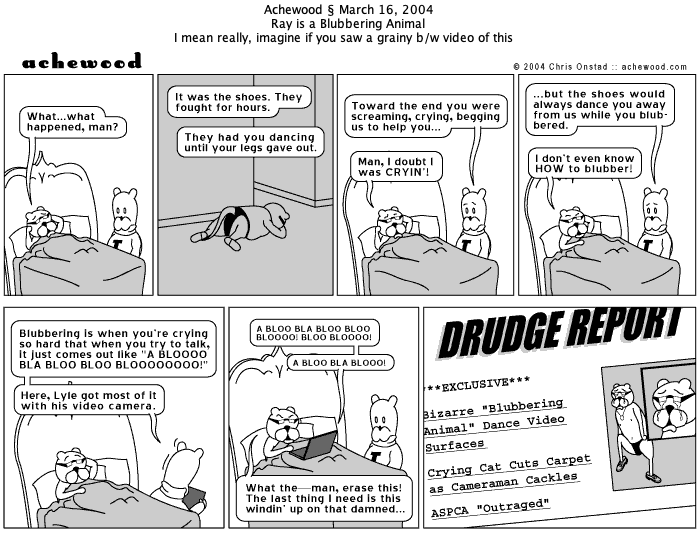 Achewood § March 16, 2004
Ray is a Blubbering Animal
I mean really, imagine if you saw a grainy b/w video of this
achewood
© 2004 Chris Onstad :: achewood.com
What...what
happened, man?
T
It was the shoes. They
fought for hours.
They had you dancing
until your legs gave out.
Toward the end you were
screaming, crying, begging
us to help you...
Man, I doubt I
was CRYIN'!
T
...but the shoes would
always dance you away
from us while you blub-
bered.
I don't even know
HOW to blubber!
T
Blubbering is when you're crying
so hard that when you try to talk,
it just comes out like "A BLOOOO
BLA BLOO BLOO BLOOOOOOOO!"
Here, Lyle got most of it
with his video camera.
A BLOO BLA BLOO BLOO
BLOOOO! BLOO BLOOOO!
A BLOO BLA BLOOO!
T
What the—man, erase this!
The last thing I need is this
windin' up on that damned...
DRUDGE REPORT
***EXCLUSIVE***
Bizarre "Blubbering
Animal" Dance Video
Surfaces
Crying Cat Cuts Carpet
as Cameraman Cackles
ASPCA "Outraged"